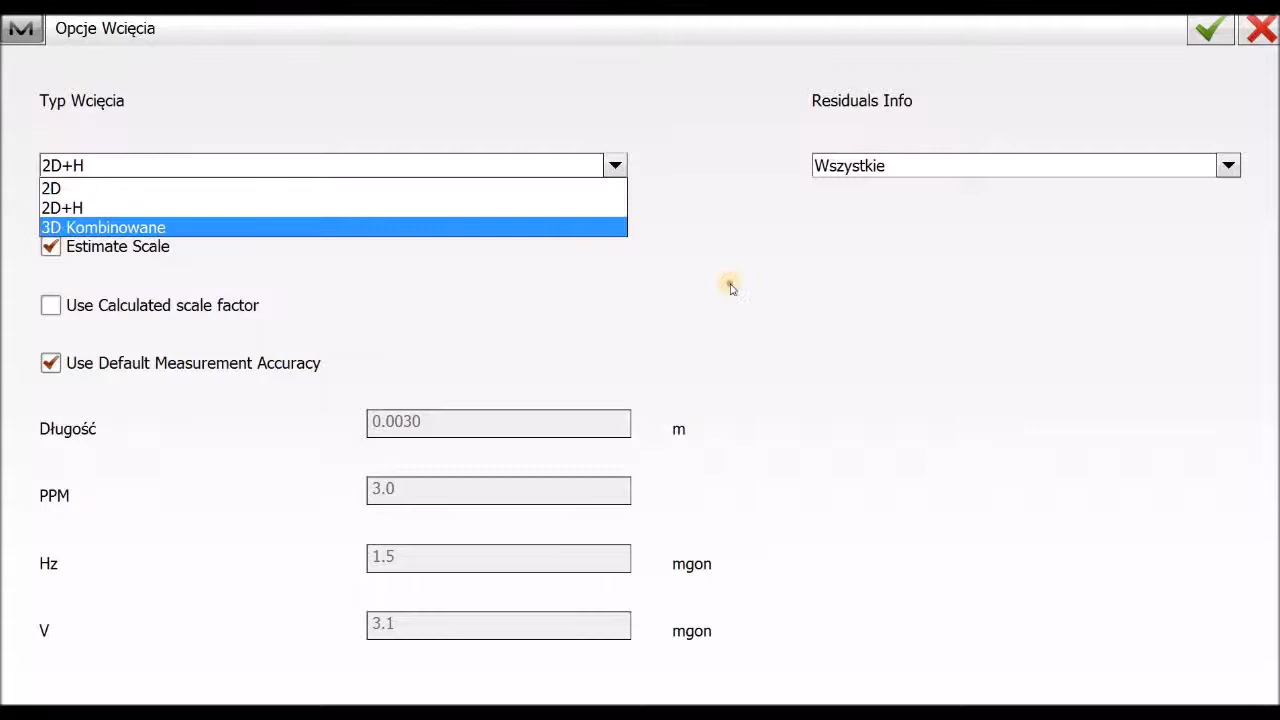 Opcje Wcięcia
Typ Wcięcia
Residuals Info
2D+H
Wszystkie
2D
2D+H
3D Kombinowane
Estimate Scale
Use Calculated scale factor
Use Default Measurement Accuracy
Długość 0.0030 m
PPM 3.0
Hz 1.5 mgon
V 3.1 mgon